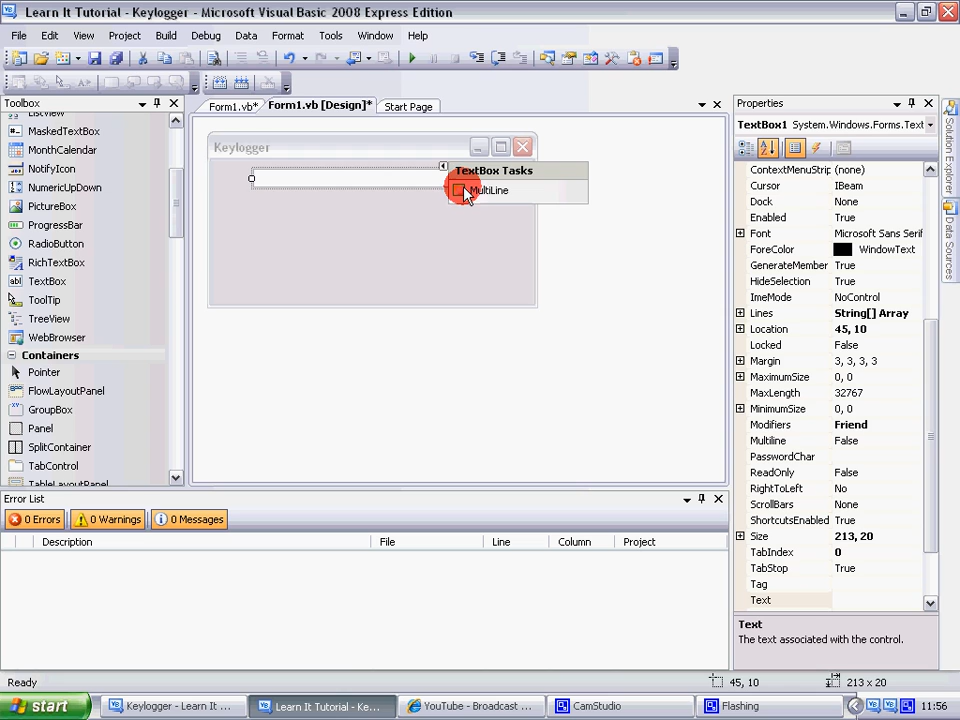 Learn It Tutorial - Keylogger - Microsoft Visual Basic 2008 Express Edition
File Edit View Project Build Debug Data Format Tools Window Help
Toolbox
Form1.vb* Form1.vb [Design]* Start Page
Properties
ListView
MaskedTextBox
MonthCalendar
NotifyIcon
NumericUpDown
PictureBox
ProgressBar
RadioButton
RichTextBox
TextBox
ToolTip
TreeView
WebBrowser
Containers
Pointer
FlowLayoutPanel
GroupBox
Panel
SplitContainer
TabControl
TableLayoutPanel
Keylogger
TextBox Tasks
MultiLine
TextBox1 System.Windows.Forms.Text
ContextMenuStrip (none)
Cursor IBeam
Dock None
Enabled True
Font Microsoft Sans Serif
ForeColor WindowText
GenerateMember True
HideSelection True
ImeMode NoControl
Lines String[] Array
Location 45, 10
Locked False
Margin 3, 3, 3, 3
MaximumSize 0, 0
MaxLength 32767
MinimumSize 0, 0
Modifiers Friend
Multiline False
PasswordChar
ReadOnly False
RightToLeft No
ScrollBars None
ShortcutsEnabled True
Size 213, 20
TabIndex 0
TabStop True
Tag
Text
Text
The text associated with the control.
Solution Explorer
Data Sources
Error List
0 Errors 0 Warnings 0 Messages
Description File Line Column Project
Ready 45, 10 213 x 20
start Keylogger - Learn It ... Learn It Tutorial - Ke... YouTube - Broadcast ... CamStudio Flashing 11:56